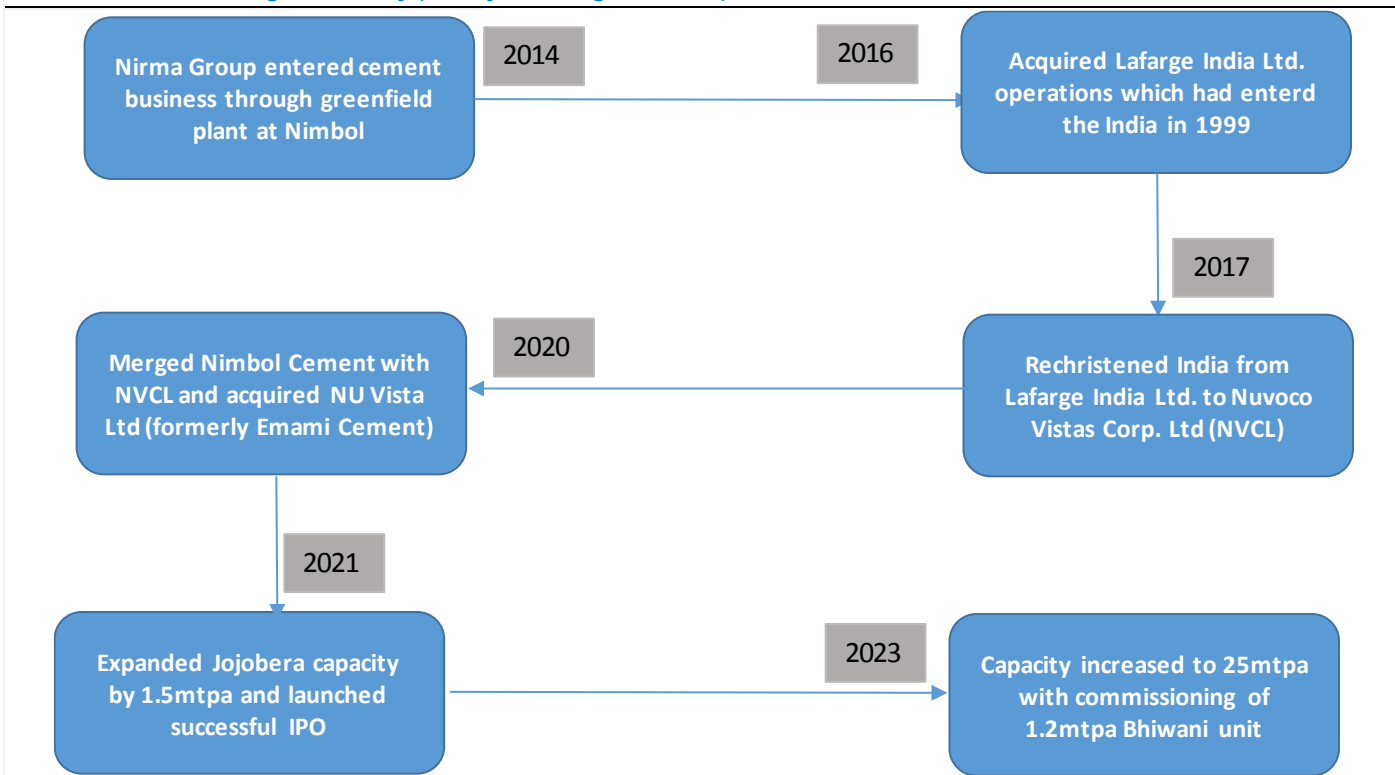 Nirma Group entered cement
business through greenfield
plant at Nimbol
2014
2016
Acquired Lafarge India Ltd.
operations which had enterd
the India in 1999
2017
Rechristened India from
Lafarge India Ltd. to Nuvoco
Vistas Corp. Ltd (NVCL)
2020
Merged Nimbol Cement with
NVCL and acquired NU Vista
Ltd (formerly Emami Cement)
2021
Expanded Jojobera capacity
by 1.5mtpa and launched
successful IPO
2023
Capacity increased to 25mtpa
with commissioning of
1.2mtpa Bhiwani unit